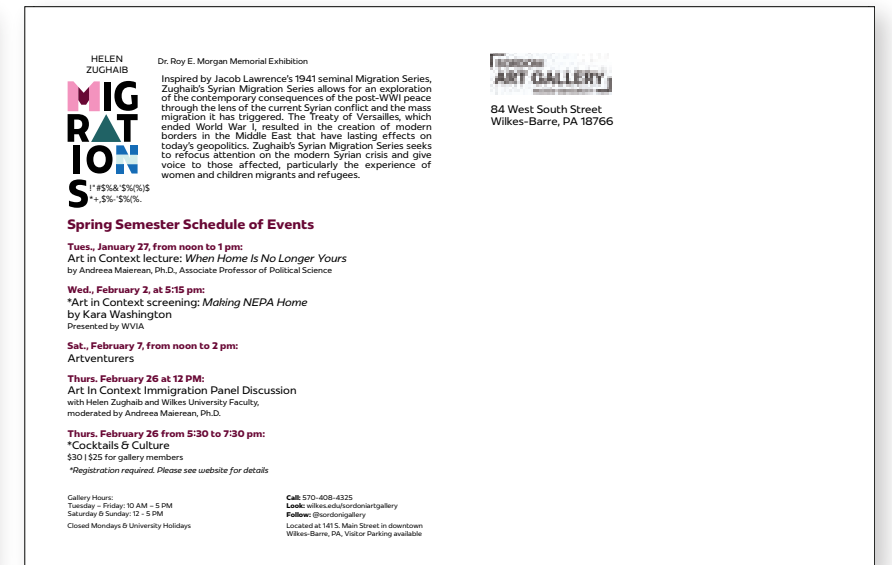 HELEN
ZUGHAIB
MIG
RAT
ION
S
!"#$%&'$%(%)$
*+,$%-'$%(%.
Dr. Roy E. Morgan Memorial Exhibition
Inspired by Jacob Lawrence's 1941 seminal Migration Series,
Zughaib's Syrian Migration Series allows for an exploration
of the contemporary consequences of the post-WWI peace
through the lens of the current Syrian conflict and the mass
migration it has triggered. The Treaty of Versailles, which
ended World War I, resulted in the creation of modern
borders in the Middle East that have lasting effects on
today's geopolitics. Zughaib's Syrian Migration Series seeks
to refocus attention on the modern Syrian crisis and give
voice to those affected, particularly the experience of
women and children migrants and refugees.
Spring Semester Schedule of Events
Tues., January 27, from noon to 1 pm:
Art in Context lecture: When Home Is No Longer Yours
by Andreea Maierean, Ph.D., Associate Professor of Political Science
Wed., February 2, at 5:15 pm:
*Art in Context screening: Making NEPA Home
by Kara Washington
Presented by WVIA
Sat., February 7, from noon to 2 pm:
Artventurers
Thurs. February 26 at 12 PM:
Art In Context Immigration Panel Discussion
with Helen Zughaib and Wilkes University Faculty,
moderated by Andreea Maierean, Ph.D.
Thurs. February 26 from 5:30 to 7:30 pm:
*Cocktails & Culture
$30 | $25 for gallery members
*Registration required. Please see website for details
Gallery Hours:
Tuesday – Friday: 10 AM – 5 PM
Saturday & Sunday: 12 - 5 PM
Closed Mondays & University Holidays
Call: 570-408-4325
Look: wilkes.edu/sordoniartgallery
Follow: @sordonigallery
Located at 141 S. Main Street in downtown
Wilkes-Barre, PA, Visitor Parking available
SORDONI
ART GALLERY
84 West South Street
Wilkes-Barre, PA 18766